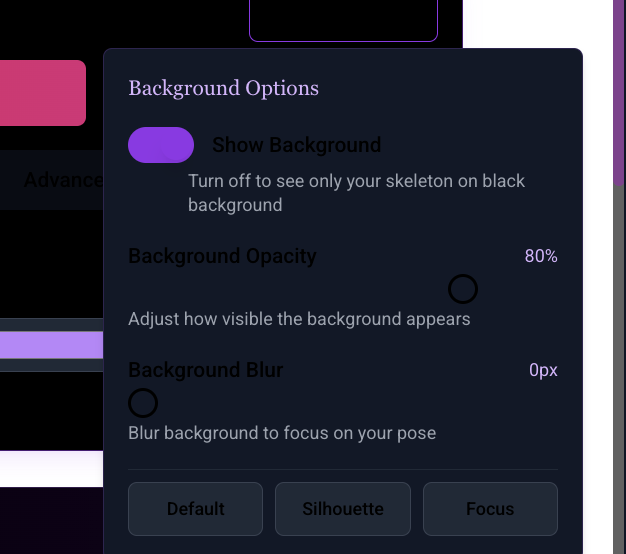 Background Options
Show Background
Turn off to see only your skeleton on black
background
Advance
Background Opacity
80%
Adjust how visible the background appears
Background Blur
0px
Blur background to focus on your pose
Default
Silhouette
Focus